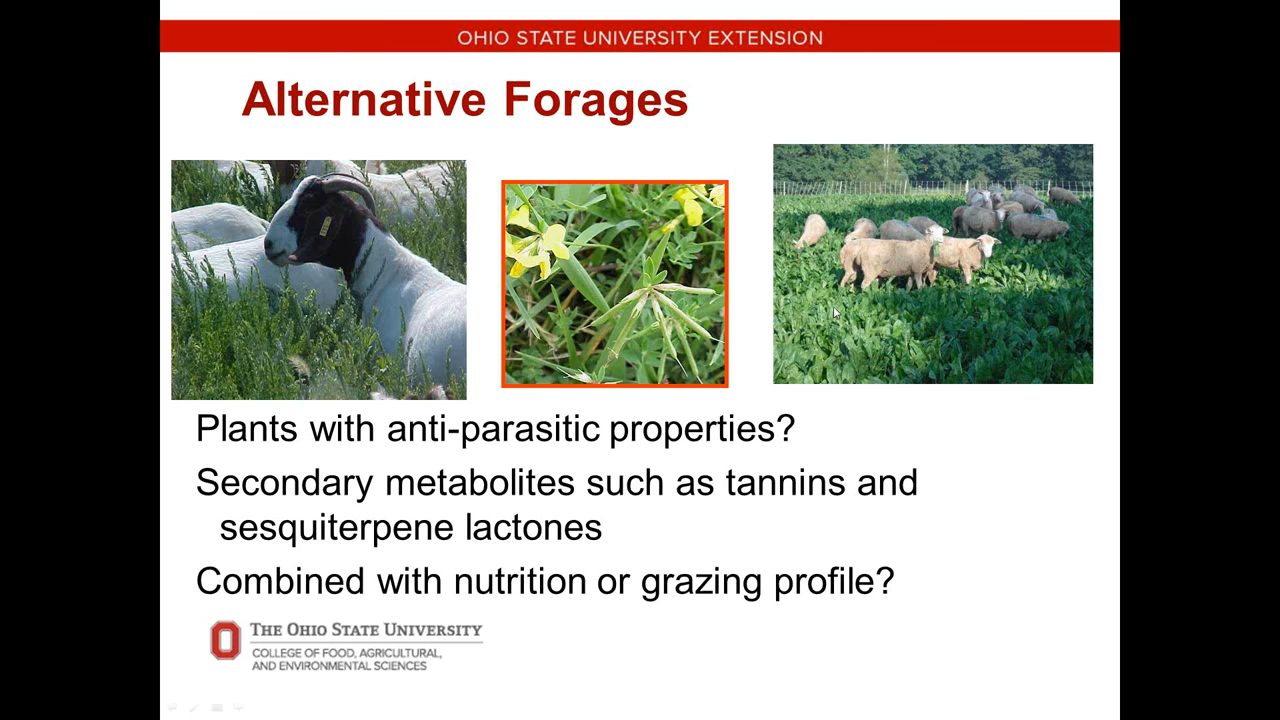 OHIO STATE UNIVERSITY EXTENSION
Alternative Forages
Plants with anti-parasitic properties?
Secondary metabolites such as tannins and
sesquiterpene lactones
Combined with nutrition or grazing profile?
THE OHIO STATE UNIVERSITY
COLLEGE OF FOOD, AGRICULTURAL,
AND ENVIRONMENTAL SCIENCES